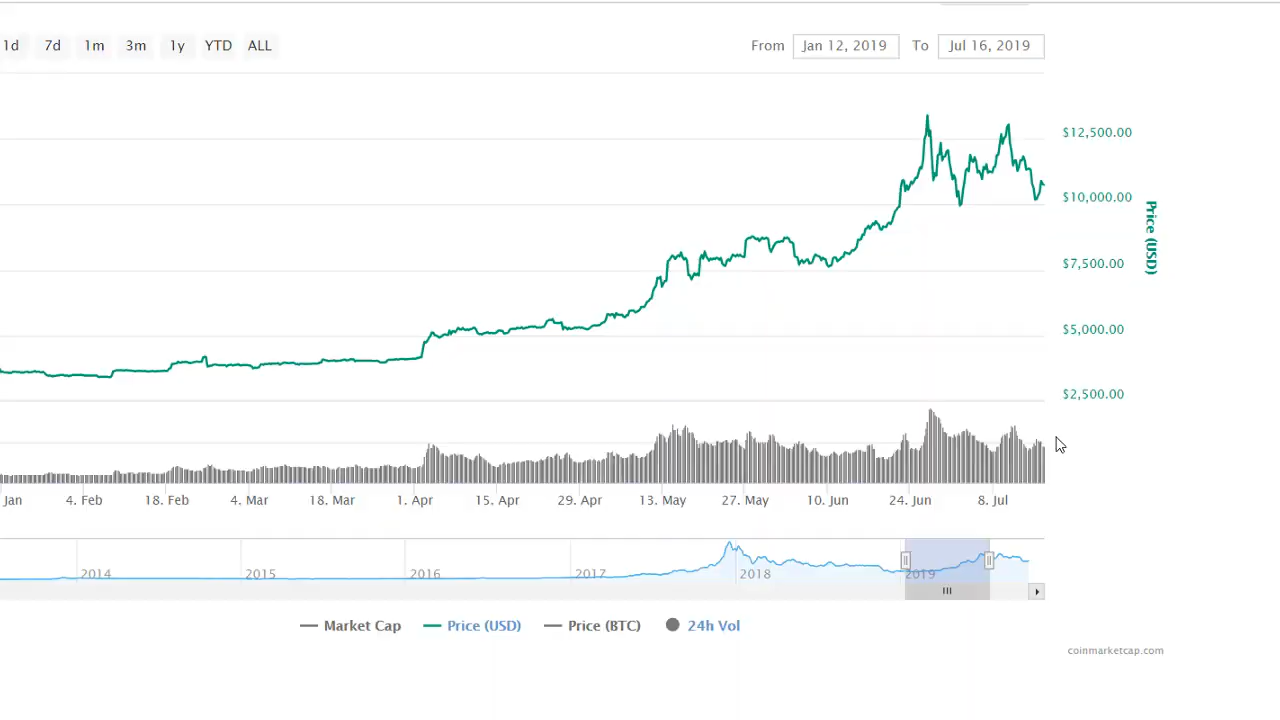 1d 7d 1m 3m 1y YTD ALL From Jan 12, 2019 To Jul 16, 2019
$12,500.00
$10,000.00
$7,500.00
$5,000.00
$2,500.00
Price (USD)
Jan 4. Feb 18. Feb 4. Mar 18. Mar 1. Apr 15. Apr 29. Apr 13. May 27. May 10. Jun 24. Jun 8. Jul
2014 2015 2016 2017 2018 2019
Market Cap Price (USD) Price (BTC) 24h Vol
coinmarketcap.com